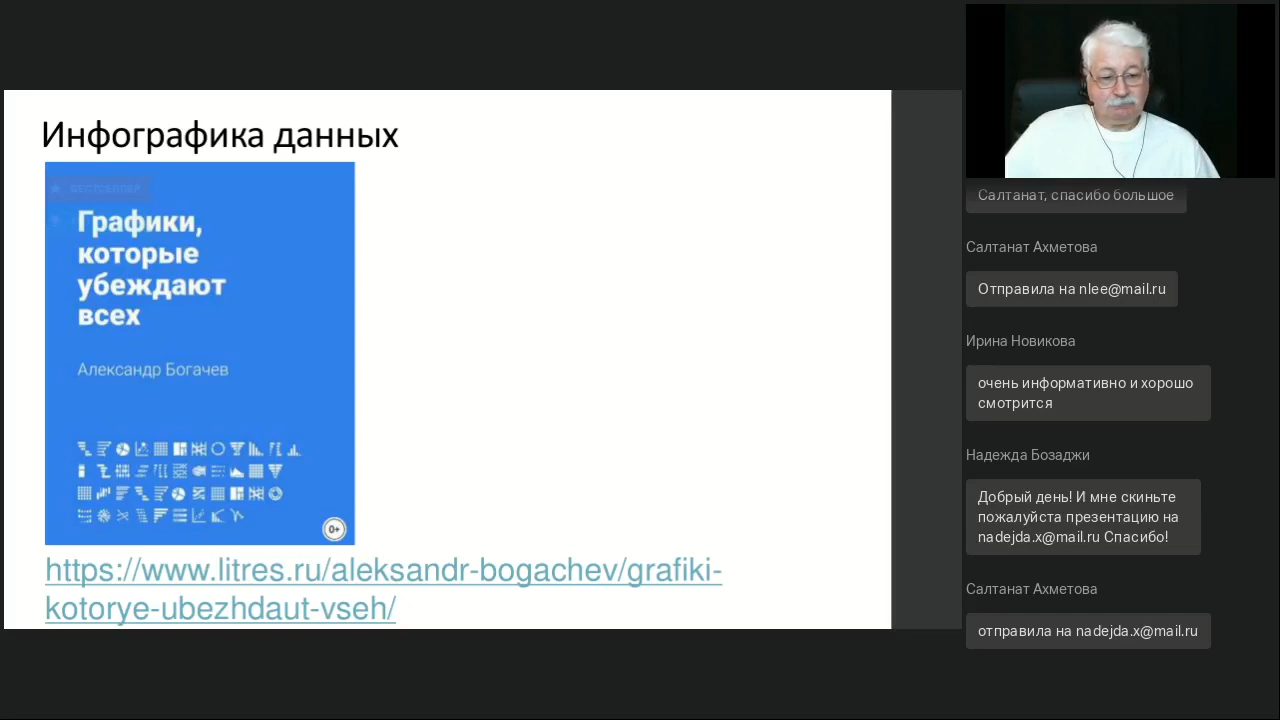 Инфографика данных
БЕСТСЕЛЛЕР
Графики,
которые
убеждают
всех
Александр Богачев
0+
https://www.litres.ru/aleksandr-bogachev/grafiki-
kotorye-ubezhdaut-vseh/
Салтанат, спасибо большое
Салтанат Ахметова
Отправила на nlee@mail.ru
Ирина Новикова
очень информативно и хорошо
смотрится
Надежда Бозаджи
Добрый день! И мне скиньте
пожалуйста презентацию на
nadejda.x@mail.ru Спасибо!
Салтанат Ахметова
отправила на nadejda.x@mail.ru